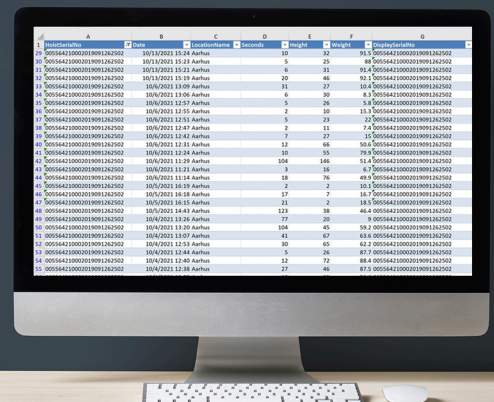 A B C D E F G
1 HoistSerialNo Date LocationName Seconds Height Weight DisplaySerialNo
29 0055642100020190912625​02 10/13/2021 15:24 Aarhus 10 32 91.5 005564210002019091262502
30 005564210002019091262502 10/13/2021 15:23 Aarhus 5 25 88 005564210002019091262502
31 005564210002019091262502 10/13/2021 15:21 Aarhus 6 31 91.4 005564210002019091262502
32 005564210002019091262502 10/13/2021 15:19 Aarhus 20 46 92.1 005564210002019091262502
33 005564210002019091262502 10/6/2021 13:09 Aarhus 31 27 10.4 005564210002019091262502
34 005564210002019091262502 10/6/2021 13:06 Aarhus 6 30 8.3 005564210002019091262502
35 005564210002019091262502 10/6/2021 12:57 Aarhus 5 26 5.8 005564210002019091262502
36 005564210002019091262502 10/6/2021 12:55 Aarhus 2 10 15.3 005564210002019091262502
37 005564210002019091262502 10/6/2021 12:51 Aarhus 5 23 22 005564210002019091262502
38 005564210002019091262502 10/6/2021 12:47 Aarhus 2 11 7.4 005564210002019091262502
39 005564210002019091262502 10/6/2021 12:42 Aarhus 7 27 15 005564210002019091262502
40 005564210002019091262502 10/6/2021 12:31 Aarhus 12 66 50.6 005564210002019091262502
41 005564210002019091262502 10/6/2021 12:24 Aarhus 10 55 79.9 005564210002019091262502
42 005564210002019091262502 10/6/2021 11:29 Aarhus 104 146 51.4 005564210002019091262502
43 005564210002019091262502 10/6/2021 11:21 Aarhus 3 16 6.7 005564210002019091262502
44 005564210002019091262502 10/6/2021 11:14 Aarhus 18 76 49.9 005564210002019091262502
45 005564210002019091262502 10/5/2021 16:19 Aarhus 2 2 10.1 005564210002019091262502
46 005564210002019091262502 10/5/2021 16:18 Aarhus 17 7 16.7 005564210002019091262502
47 005564210002019091262502 10/5/2021 16:15 Aarhus 21 2 18.5 005564210002019091262502
48 005564210002019091262502 10/5/2021 14:43 Aarhus 123 38 46.4 005564210002019091262502
49 005564210002019091262502 10/4/2021 13:26 Aarhus 77 20 9 005564210002019091262502
50 005564210002019091262502 10/4/2021 13:20 Aarhus 104 45 59.2 005564210002019091262502
51 005564210002019091262502 10/4/2021 13:07 Aarhus 41 67 63.6 005564210002019091262502
52 005564210002019091262502 10/4/2021 12:53 Aarhus 30 65 62.2 005564210002019091262502
53 005564210002019091262502 10/4/2021 12:44 Aarhus 5 26 87.7 005564210002019091262502
54 005564210002019091262502 10/4/2021 12:40 Aarhus 12 72 88.4 005564210002019091262502
55 005564210002019091262502 10/4/2021 12:38 Aarhus 27 46 87.5 005564210002019091262502